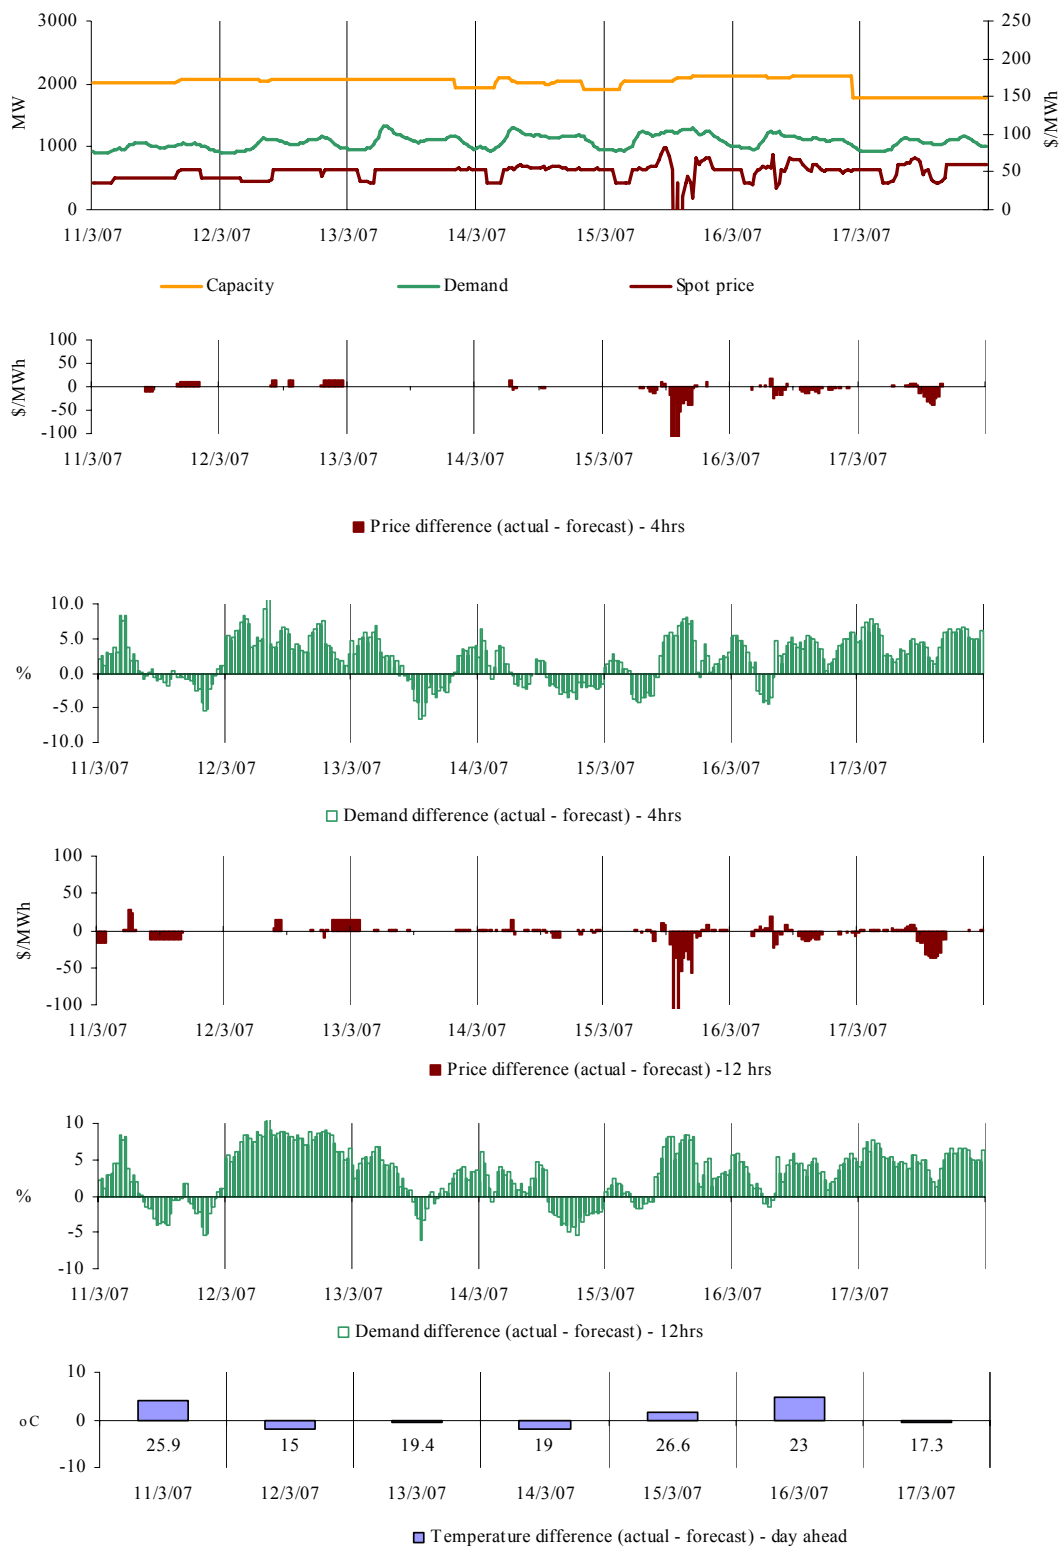 3000
2000
1000
0
MW
250
200
150
100
50
0
$/MWh
11/3/07 12/3/07 13/3/07 14/3/07 15/3/07 16/3/07 17/3/07
Capacity Demand Spot price
100
50
0
-50
-100
$/MWh
11/3/07 12/3/07 13/3/07 14/3/07 15/3/07 16/3/07 17/3/07
Price difference (actual - forecast) - 4hrs
10.0
5.0
0.0
-5.0
-10.0
%
11/3/07 12/3/07 13/3/07 14/3/07 15/3/07 16/3/07 17/3/07
Demand difference (actual - forecast) - 4hrs
100
50
0
-50
-100
$/MWh
11/3/07 12/3/07 13/3/07 14/3/07 15/3/07 16/3/07 17/3/07
Price difference (actual - forecast) -12 hrs
10
5
0
-5
-10
%
11/3/07 12/3/07 13/3/07 14/3/07 15/3/07 16/3/07 17/3/07
Demand difference (actual - forecast) - 12hrs
10
0
-10
oC
25.9 15 19.4 19 26.6 23 17.3
11/3/07 12/3/07 13/3/07 14/3/07 15/3/07 16/3/07 17/3/07
Temperature difference (actual - forecast) - day ahead